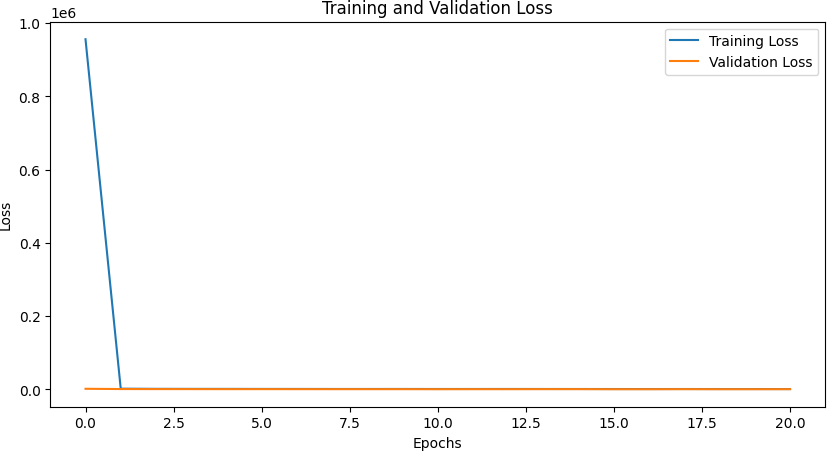 Training and Validation Loss
1e6
1.0
0.8
0.6
0.4
0.2
0.0
Loss
Training Loss
Validation Loss
0.0 2.5 5.0 7.5 10.0 12.5 15.0 17.5 20.0
Epochs